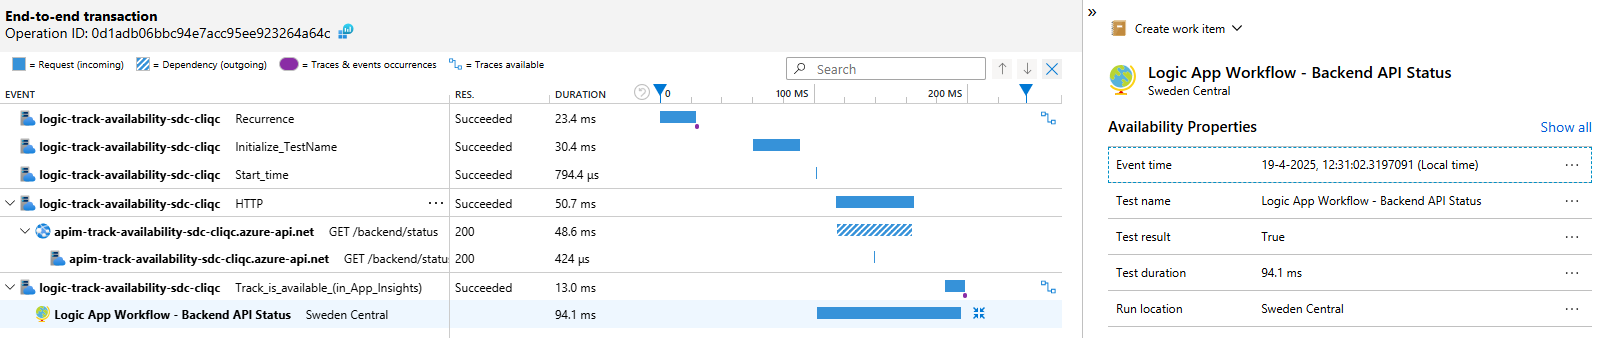 End-to-end transaction
Operation ID: 0d1adb06bbc94e7acc95ee923264a64c
= Request (incoming) = Dependency (outgoing) = Traces & events occurrences = Traces available
Search
EVENT RES. DURATION 0 100 MS 200 MS
logic-track-availability-sdc-cliqc Recurrence Succeeded 23.4 ms
logic-track-availability-sdc-cliqc Initialize_TestName Succeeded 30.4 ms
logic-track-availability-sdc-cliqc Start_time Succeeded 794.4 µs
logic-track-availability-sdc-cliqc HTTP ··· Succeeded 50.7 ms
apim-track-availability-sdc-cliqc.azure-api.net GET /backend/status 200 48.6 ms
apim-track-availability-sdc-cliqc.azure-api.net GET /backend/statu 200 424 µs
logic-track-availability-sdc-cliqc Track_is_available_(in_App_Insights) Succeeded 13.0 ms
Logic App Workflow - Backend API Status Sweden Central 94.1 ms
» Create work item
Logic App Workflow - Backend API Status
Sweden Central
Availability Properties Show all
Event time 19-4-2025, 12:31:02.3197091 (Local time) ···
Test name Logic App Workflow - Backend API Status ···
Test result True ···
Test duration 94.1 ms ···
Run location Sweden Central ···